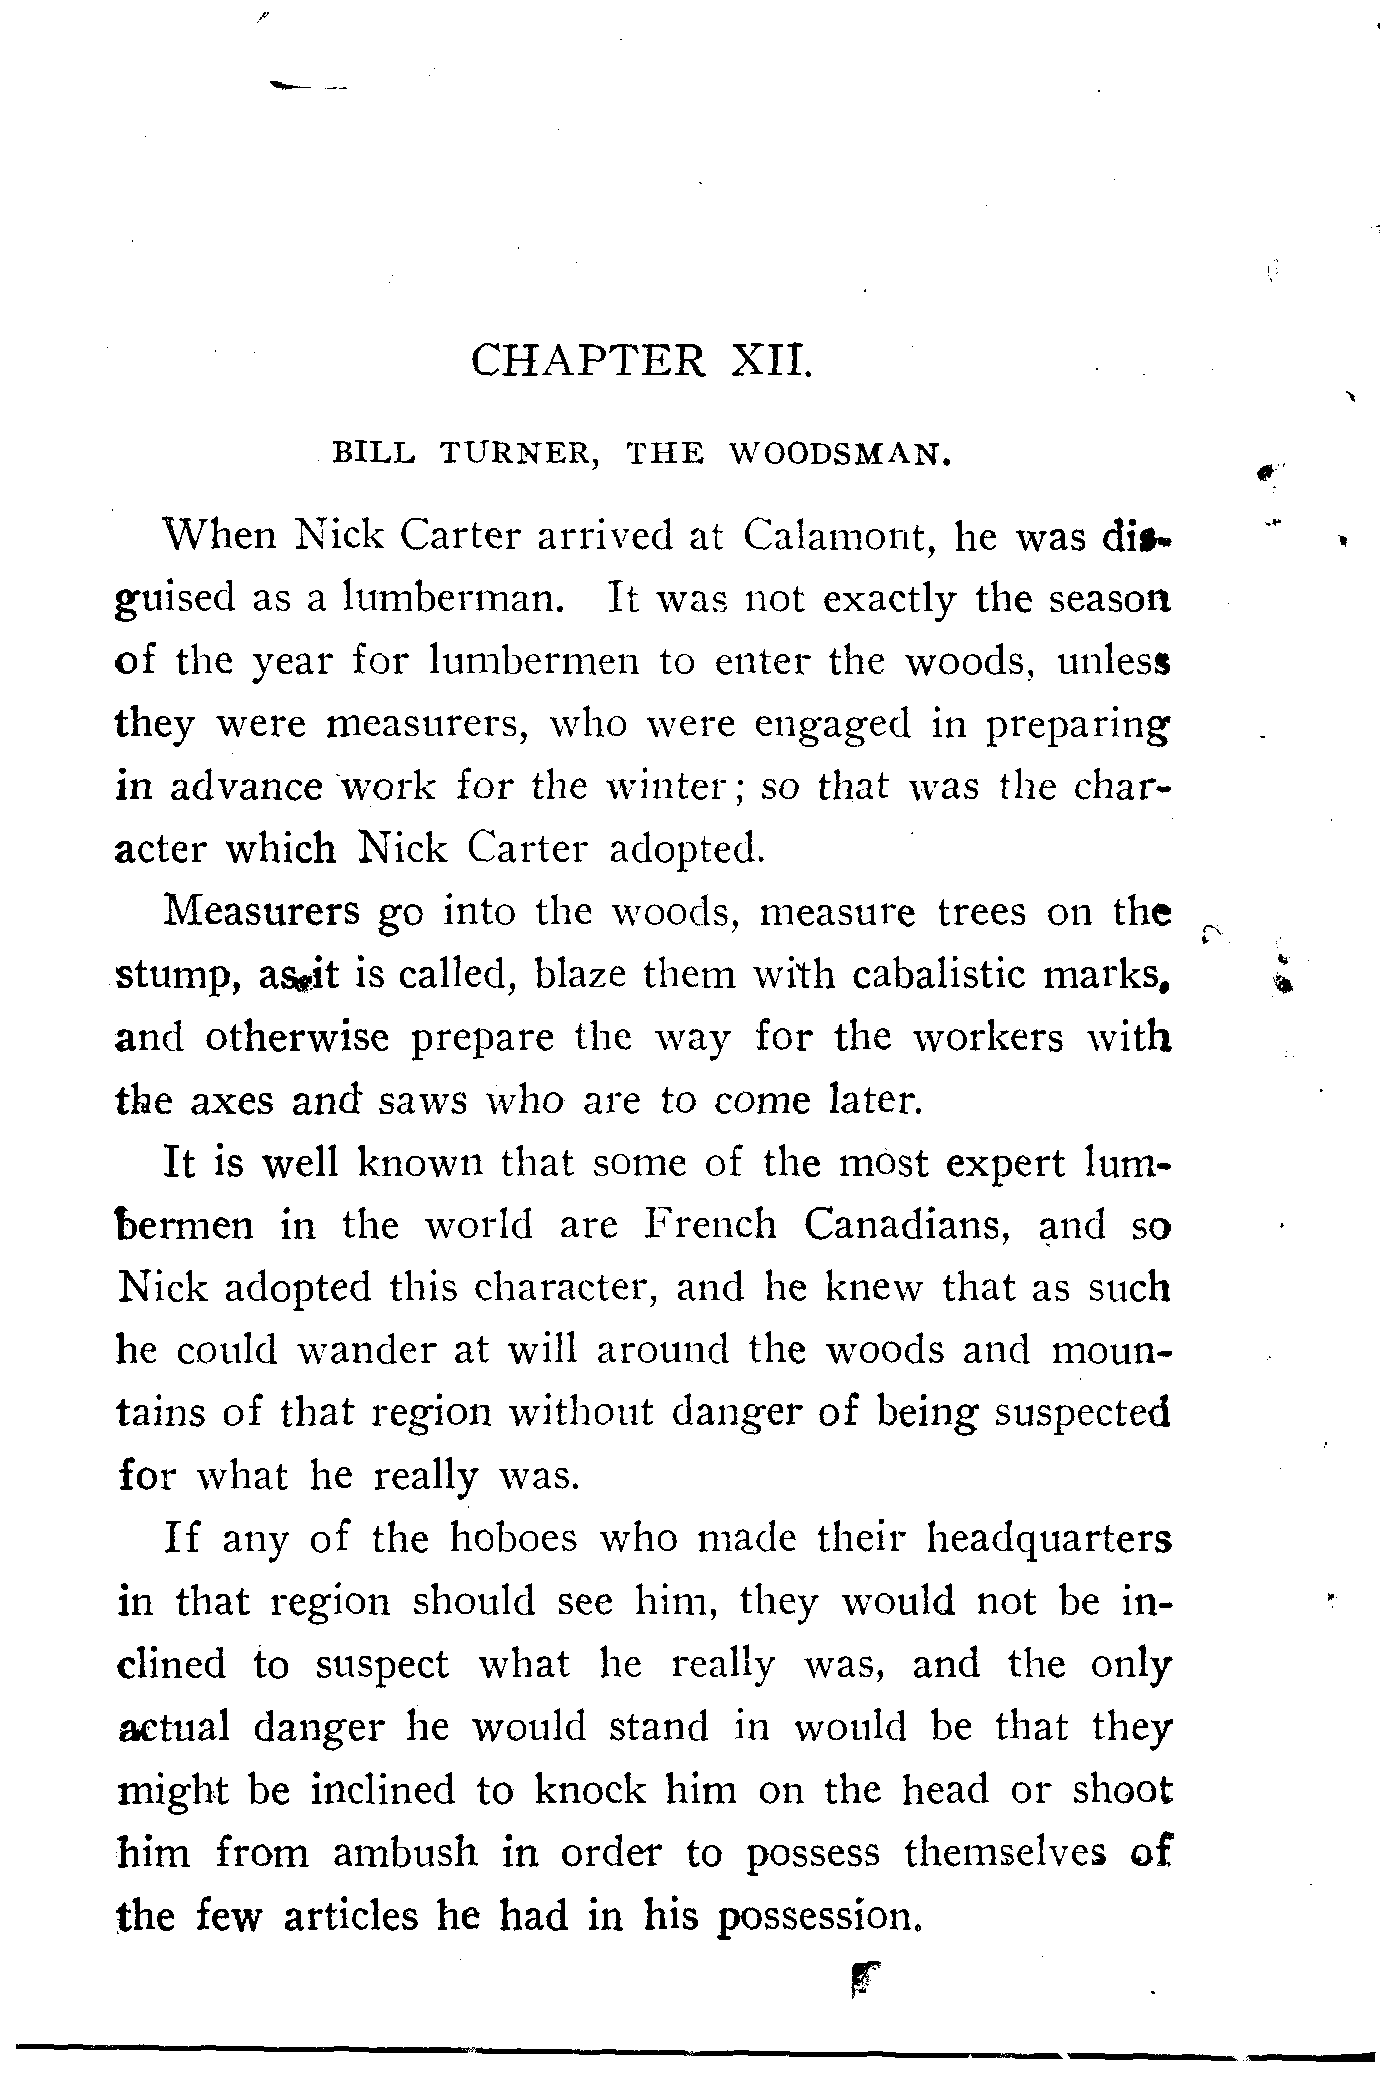 CHAPTER XII.
BILL TURNER, THE WOODSMAN.
When Nick Carter arrived at Calamont, he was dis-
guised as a lumberman. It was not exactly the season
of the year for lumbermen to enter the woods, unless
they were measurers, who were engaged in preparing
in advance work for the winter; so that was the char-
acter which Nick Carter adopted.
Measurers go into the woods, measure trees on the
stump, as it is called, blaze them with cabalistic marks,
and otherwise prepare the way for the workers with
the axes and saws who are to come later.
It is well known that some of the most expert lum-
bermen in the world are French Canadians, and so
Nick adopted this character, and he knew that as such
he could wander at will around the woods and moun-
tains of that region without danger of being suspected
for what he really was.
If any of the hoboes who made their headquarters
in that region should see him, they would not be in-
clined to suspect what he really was, and the only
actual danger he would stand in would be that they
might be inclined to knock him on the head or shoot
him from ambush in order to possess themselves of
the few articles he had in his possession.